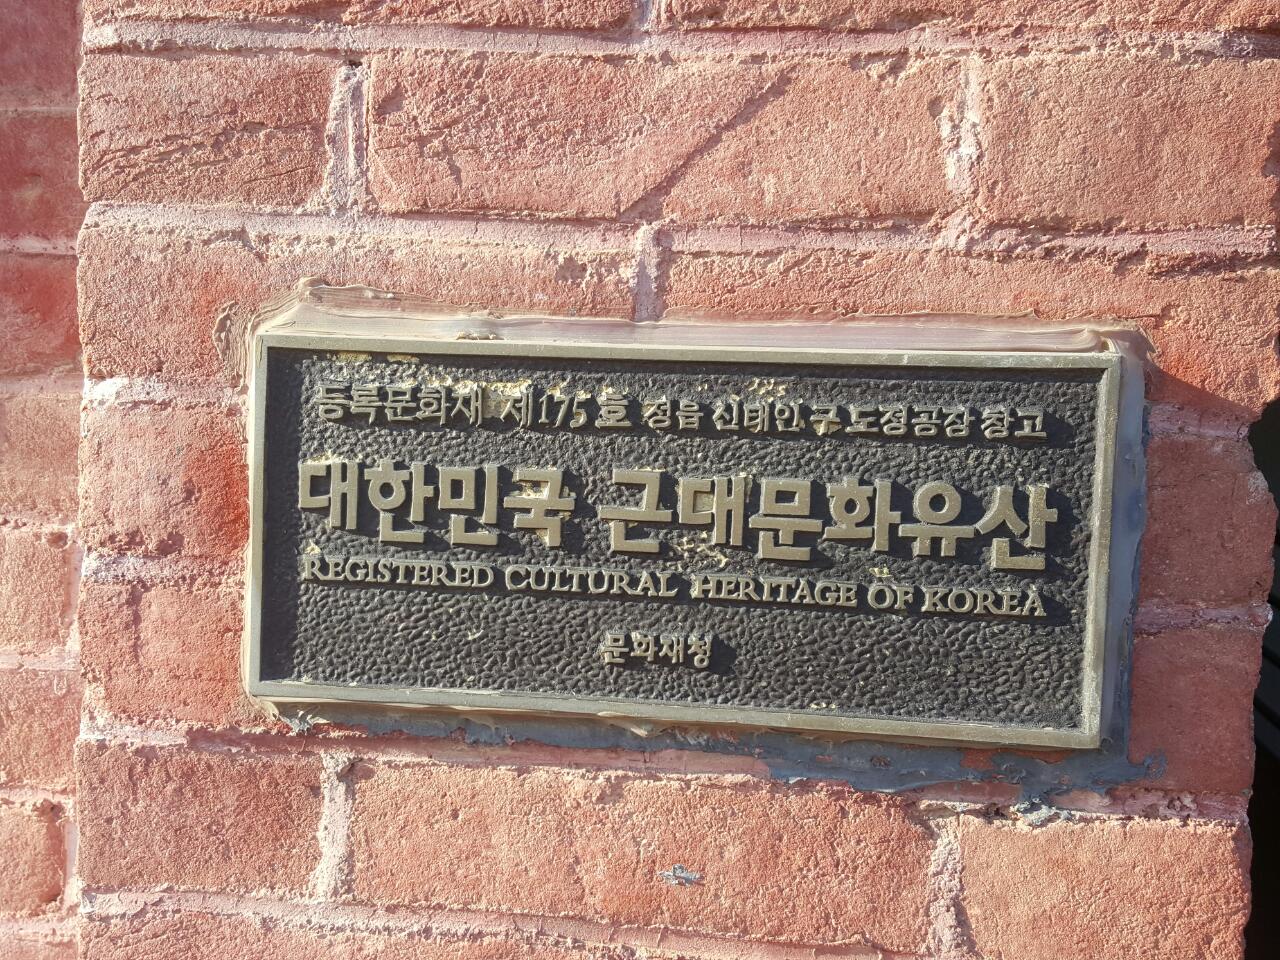 등록문화재 제175호 정읍 신태인 구 도정공장 창고
대한민국 근대문화유산
REGISTERED CULTURAL HERITAGE OF KOREA
문화재청